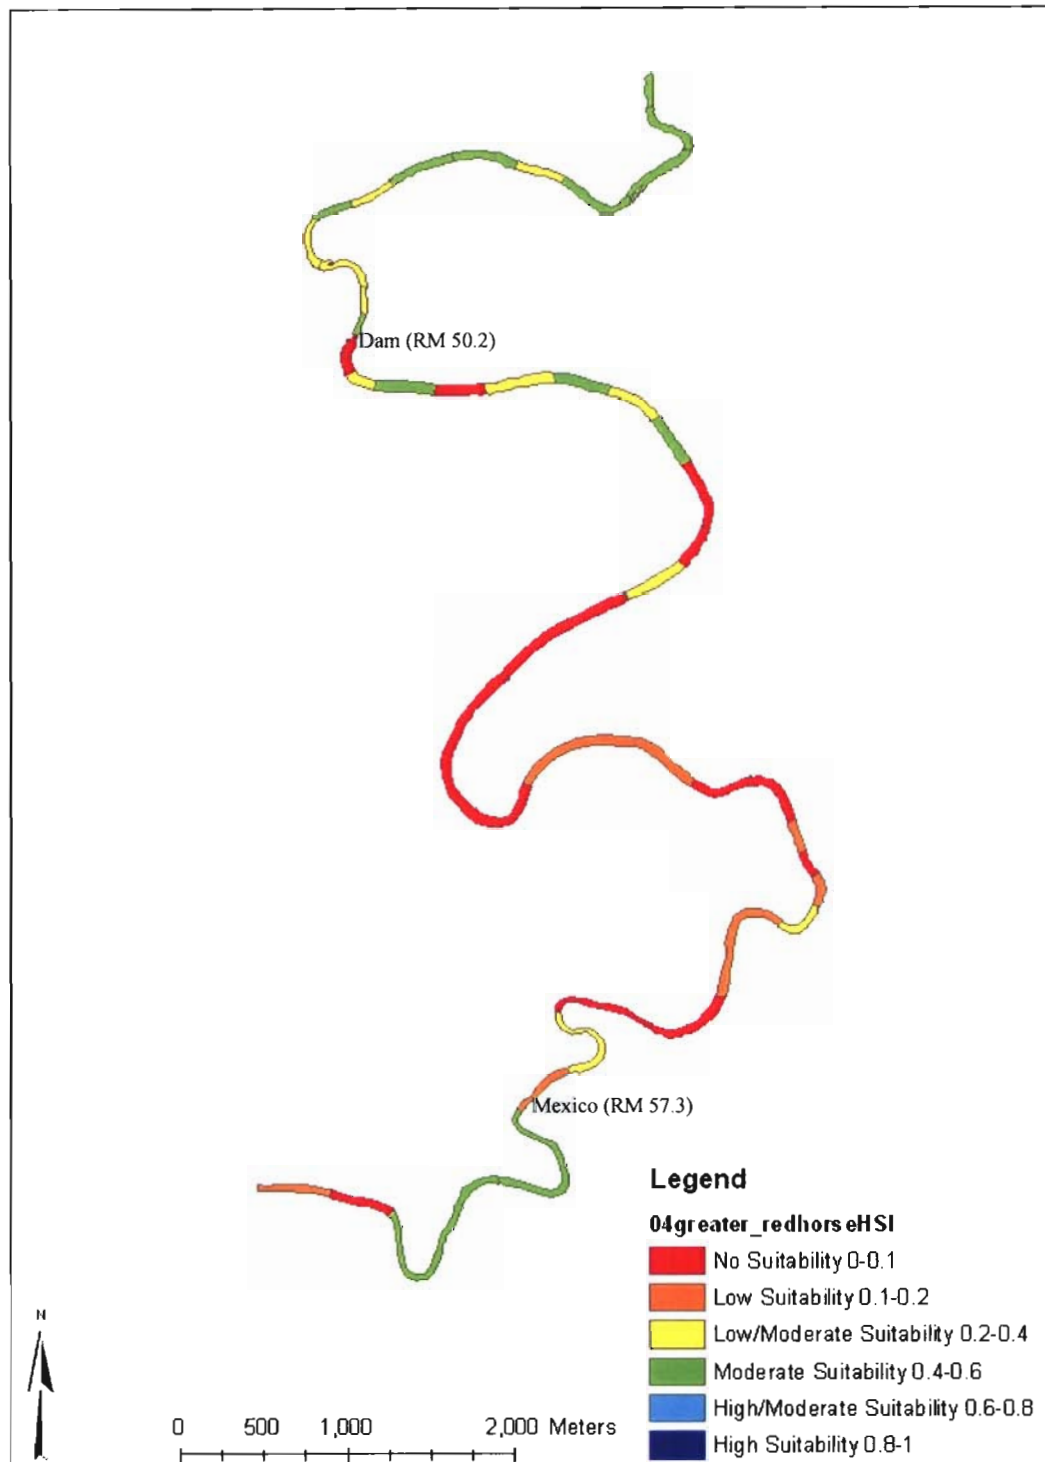 Dam (RM 50.2)
Mexico (RM 57.3)
Legend
04greater_redhorseHSI
No Suitability 0-0.1
Low Suitability 0.1-0.2
Low/Moderate Suitability 0.2-0.4
Moderate Suitability 0.4-0.6
High/Moderate Suitability 0.6-0.8
High Suitability 0.8-1
N
0 500 1,000 2,000 Meters